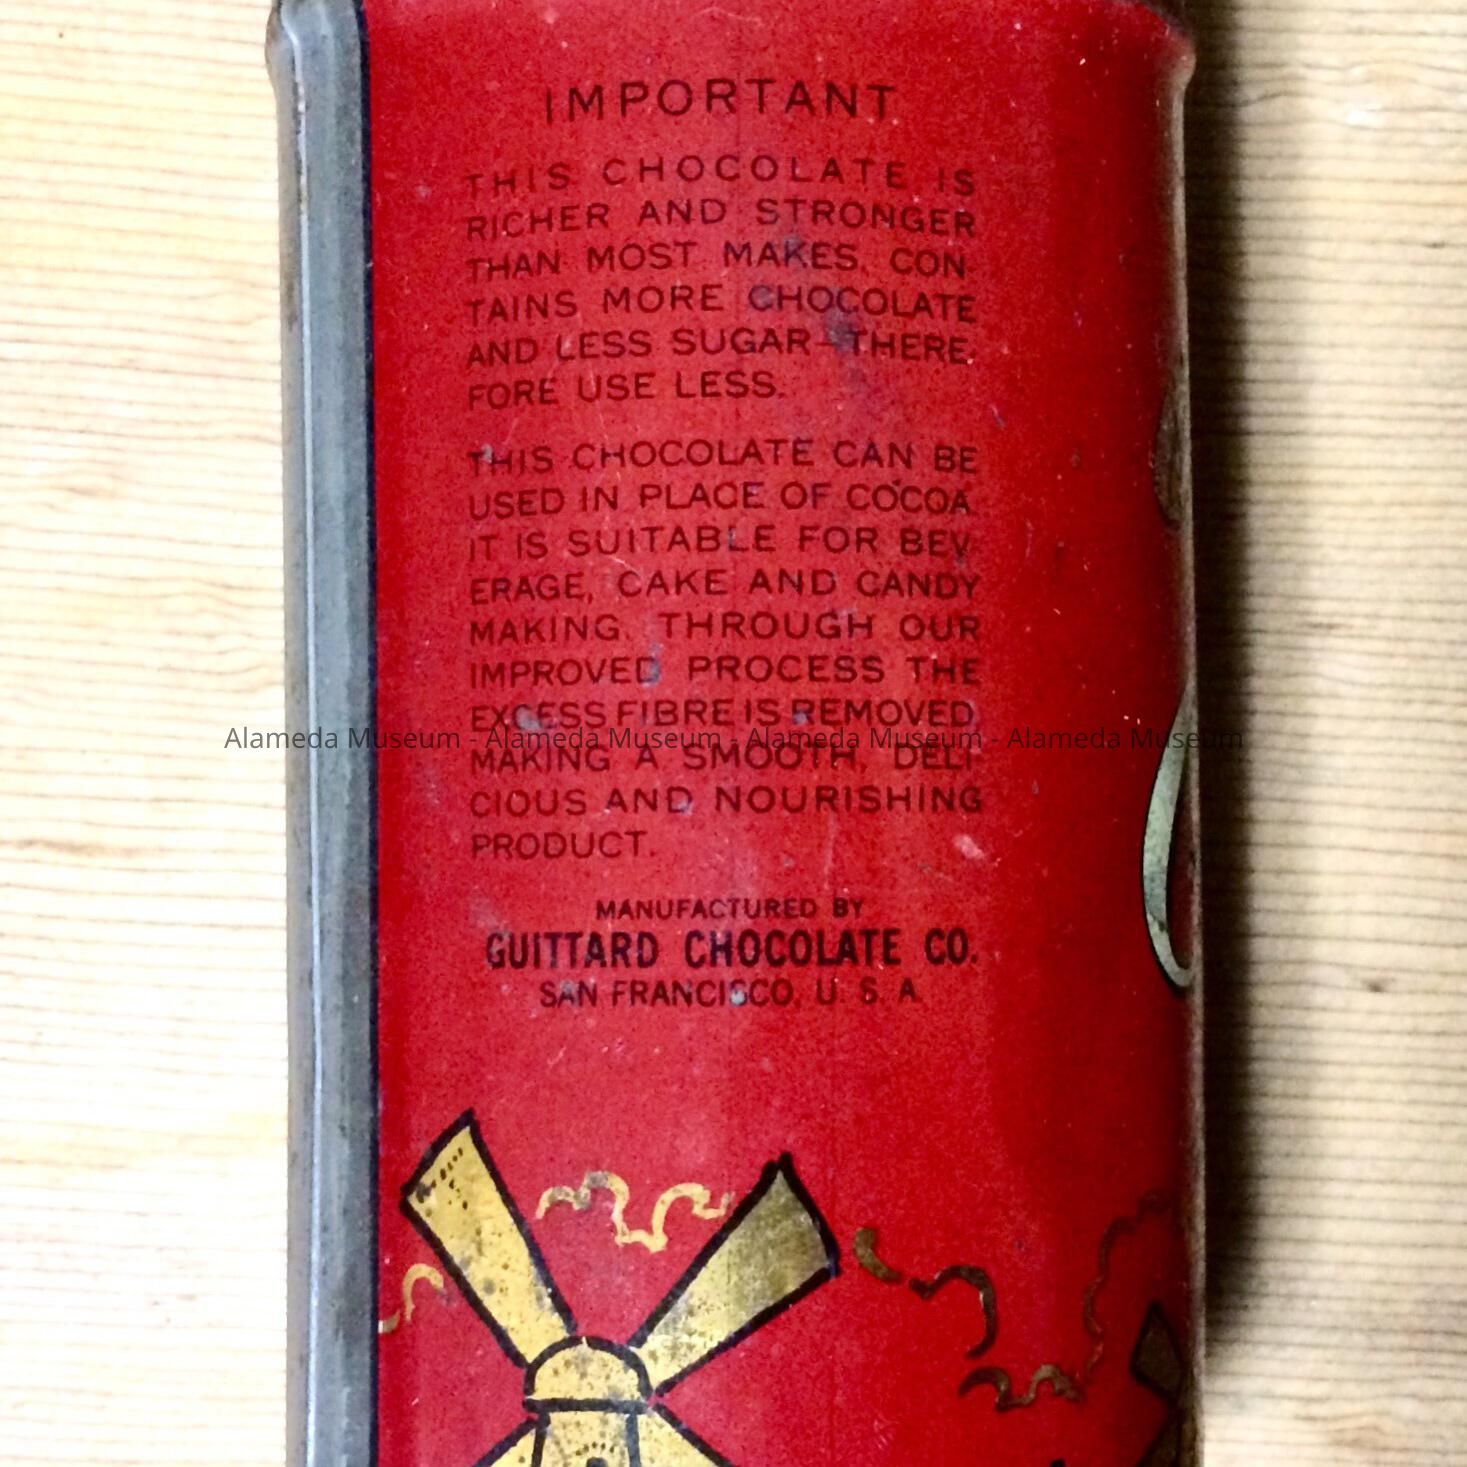 IMPORTANT
THIS CHOCOLATE IS
RICHER AND STRONGER
THAN MOST MAKES, CON-
TAINS MORE CHOCOLATE
AND LESS SUGAR—THERE-
FORE USE LESS.
THIS CHOCOLATE CAN BE
USED IN PLACE OF COCOA.
IT IS SUITABLE FOR BEV-
ERAGE, CAKE AND CANDY
MAKING. THROUGH OUR
IMPROVED PROCESS THE
EXCESS FIBRE IS REMOVED,
Alameda Museum - Alameda Museum - Alameda Museum - Alameda Museum
MAKING A SMOOTH, DELI-
CIOUS AND NOURISHING
PRODUCT.
MANUFACTURED BY
GUITTARD CHOCOLATE CO.
SAN FRANCISCO, U. S. A.